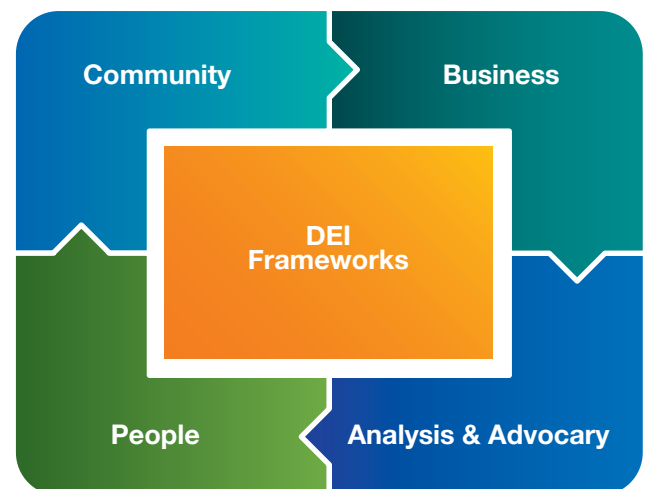 Community
Business
DEI
Frameworks
People
Analysis & Advocary